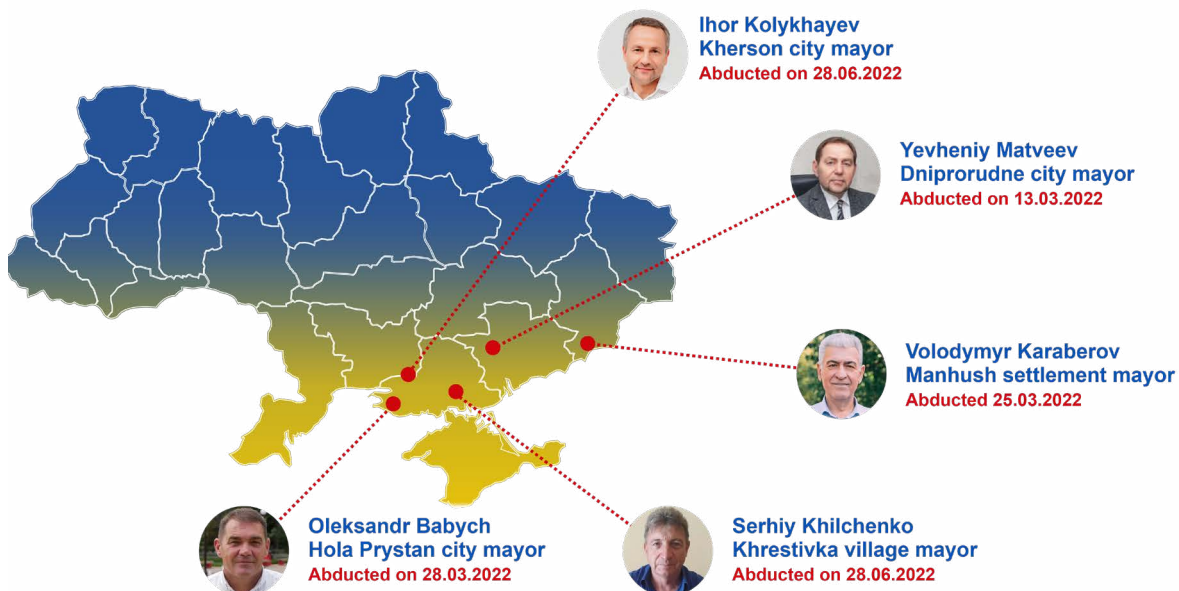 Ihor Kolykhayev
Kherson city mayor
Abducted on 28.06.2022
Yevheniy Matveev
Dniprorudne city mayor
Abducted on 13.03.2022
Volodymyr Karaberov
Manhush settlement mayor
Abducted 25.03.2022
Oleksandr Babych
Hola Prystan city mayor
Abducted on 28.03.2022
Serhiy Khilchenko
Khrestivka village mayor
Abducted on 28.06.2022